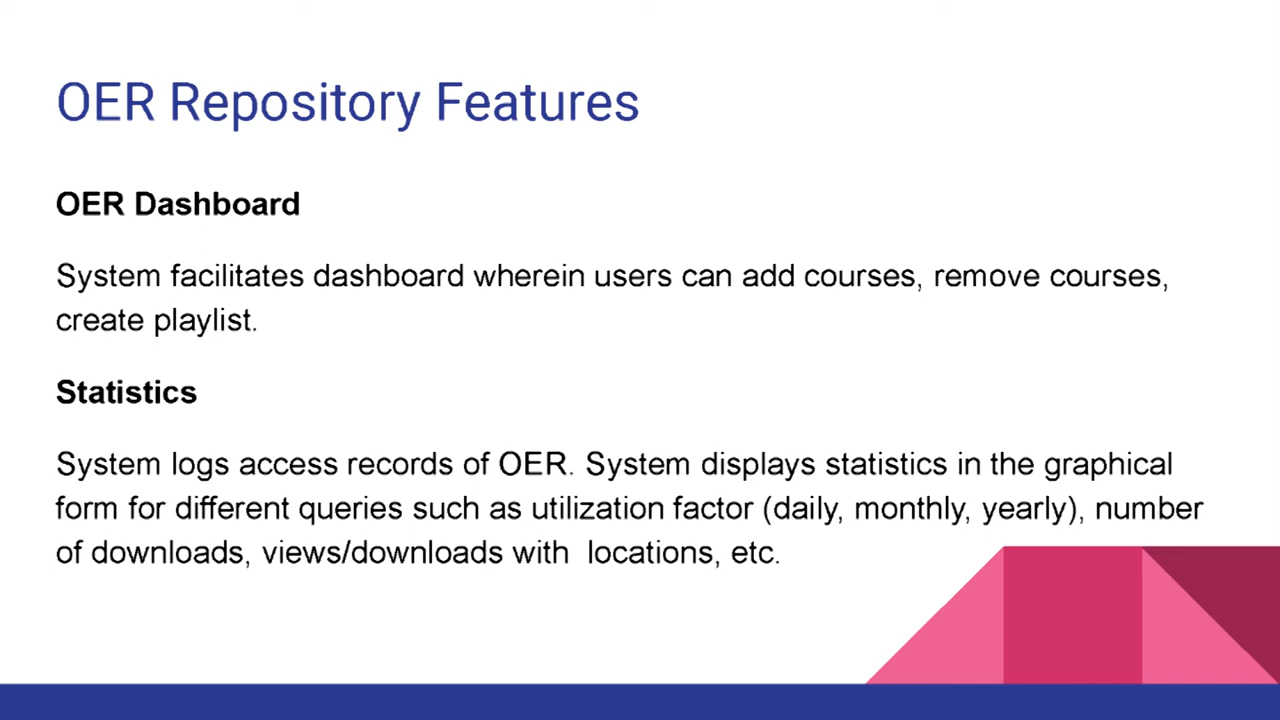 OER Repository Features
OER Dashboard
System facilitates dashboard wherein users can add courses, remove courses,
create playlist.
Statistics
System logs access records of OER. System displays statistics in the graphical
form for different queries such as utilization factor (daily, monthly, yearly), number
of downloads, views/downloads with  locations, etc.